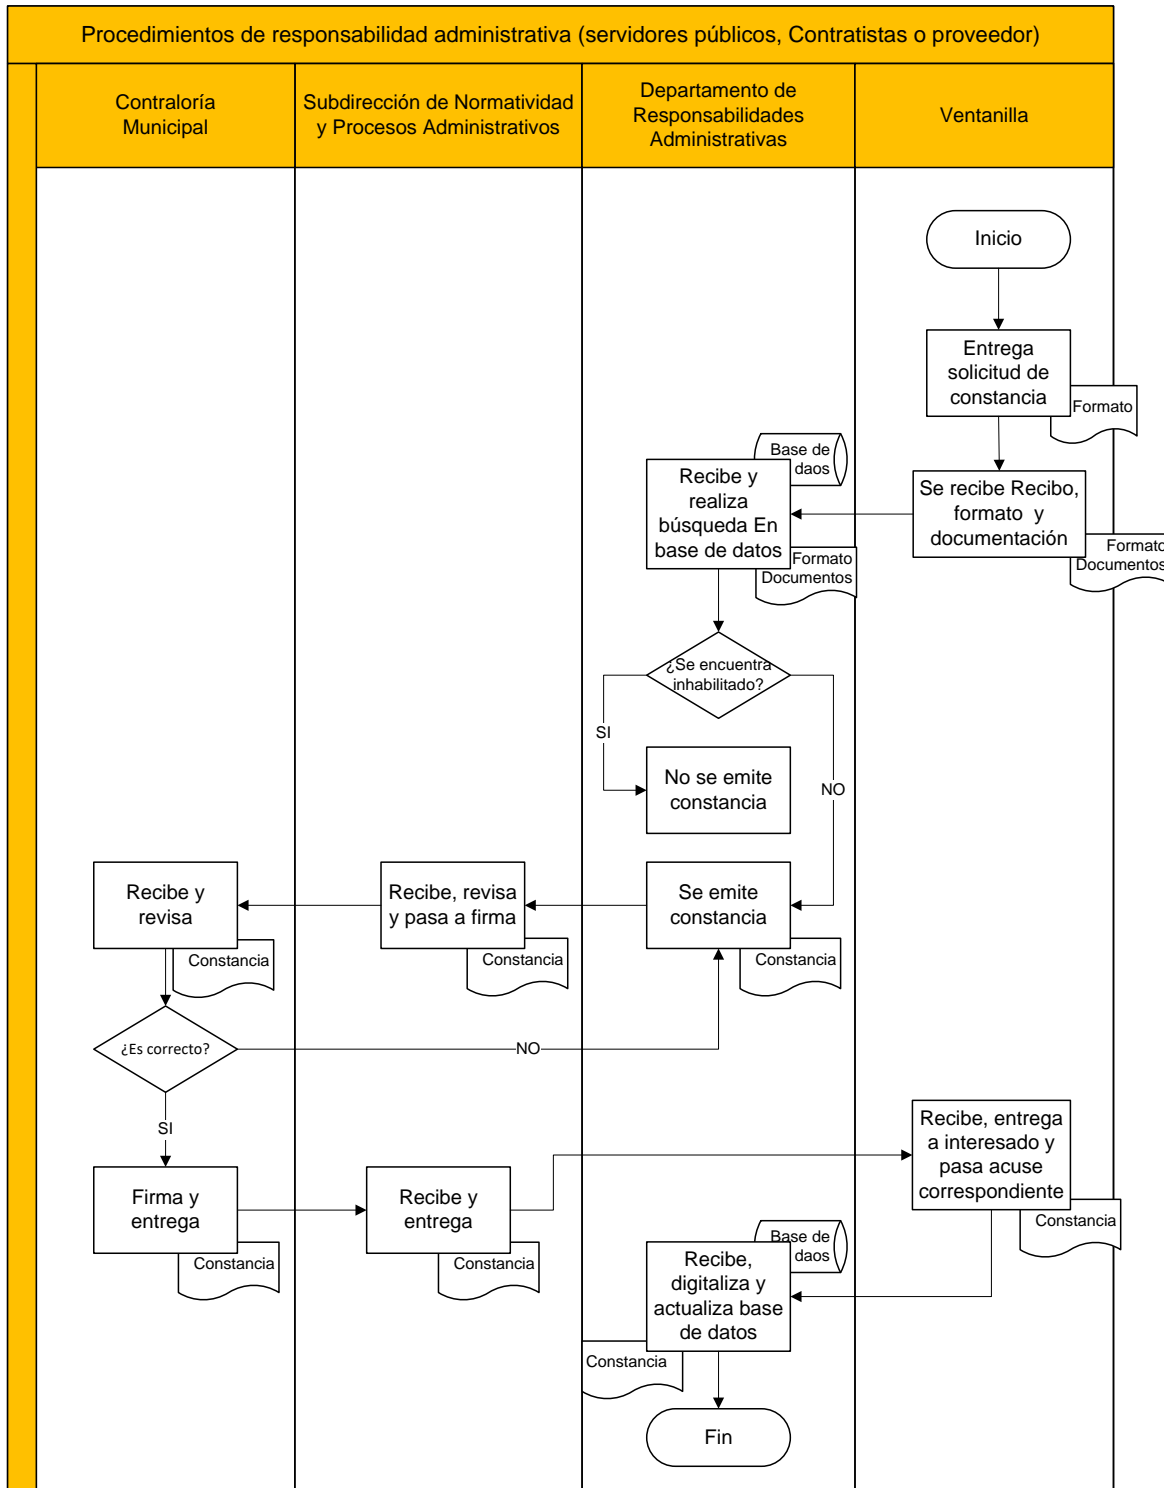 Procedimientos de responsabilidad administrativa (servidores públicos, Contratistas o proveedor)
Contraloría
Municipal
Subdirección de Normatividad
y Procesos Administrativos
Departamento de
Responsabilidades
Administrativas
Ventanilla
Inicio
Entrega
solicitud de
constancia
Formato
Base de
daos
Recibe y
realiza
búsqueda En
base de datos
Formato
Documentos
Se recibe Recibo,
formato y
documentación
Formato
Documentos
¿Se encuentra
inhabilitado?
SI
NO
No se emite
constancia
Recibe y
revisa
Constancia
Recibe, revisa
y pasa a firma
Constancia
Se emite
constancia
Constancia
¿Es correcto?
NO
SI
Firma y
entrega
Constancia
Recibe y
entrega
Constancia
Recibe, entrega
a interesado y
pasa acuse
correspondiente
Constancia
Base de
daos
Recibe,
digitaliza y
actualiza base
de datos
Constancia
Fin